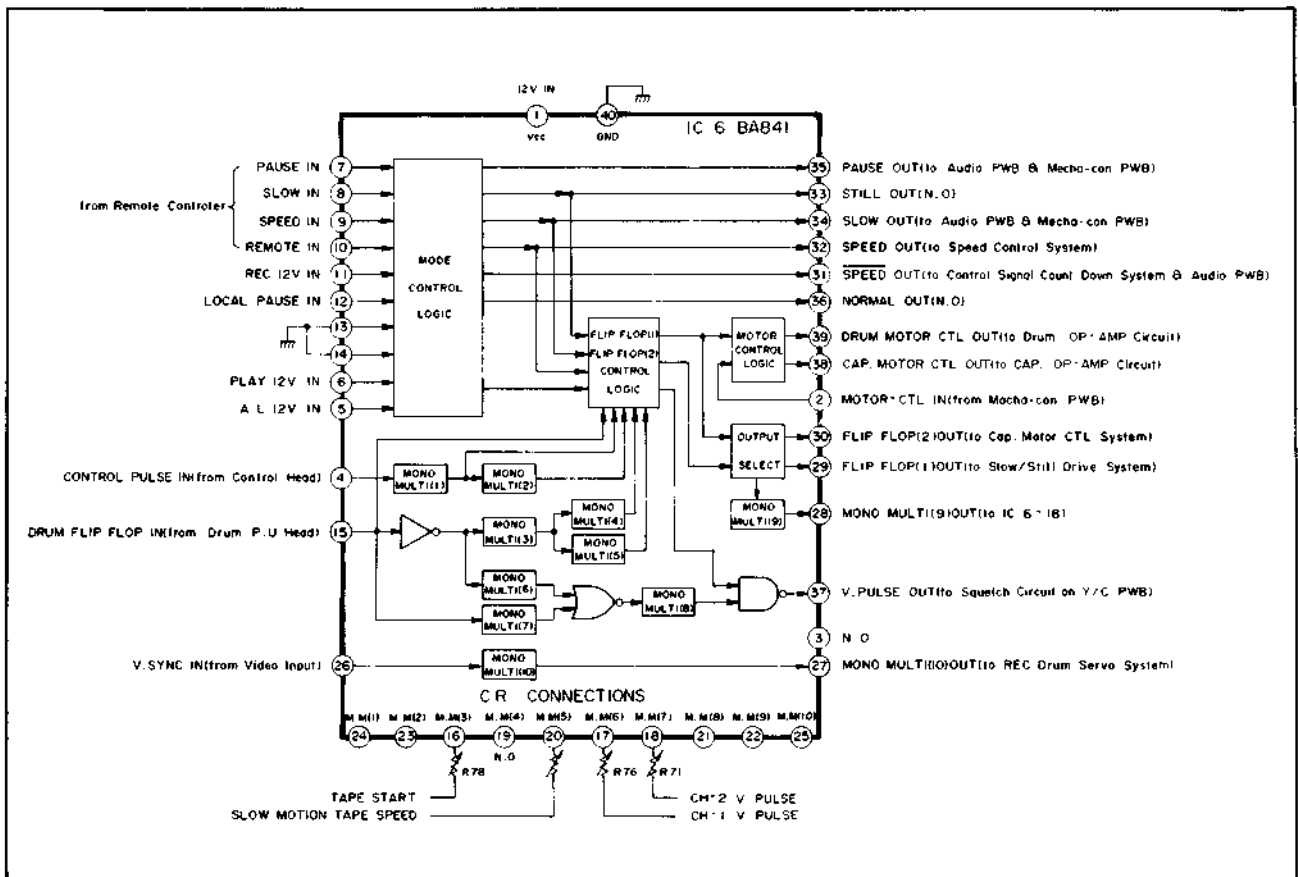 12V IN
1
Vcc
40
GND
IC 6 BA841
from Remote Controler
PAUSE IN 7
SLOW IN 8
SPEED IN 9
REMOTE IN 10
REC 12V IN 11
LOCAL PAUSE IN 12
13
14
PLAY 12V IN 6
A.L 12V IN 5
MODE
CONTROL
LOGIC
35 PAUSE OUT(to Audio PWB & Mecha-con PWB)
33 STILL OUT(N.O)
34 SLOW OUT(to Audio PWB & Mecha-con PWB)
32 SPEED OUT(to Speed Control System)
31 SPEED OUT(to Control Signal Count Down System & Audio PWB)
36 NORMAL OUT(N.O)
FLIP FLOP(1)
FLIP FLOP(2)
CONTROL
LOGIC
MOTOR
CONTROL
LOGIC
39 DRUM MOTOR CTL OUT(to Drum OP-AMP Circuit)
38 CAP. MOTOR CTL OUT(to CAP. OP-AMP Circuit)
2 MOTOR-CTL IN(from Macha-con PWB)
OUTPUT
SELECT
30 FLIP FLOP(2)OUT(to Cap. Motor CTL System)
29 FLIP FLOP(1)OUT(to Slow/Still Drive System)
MONO
MULTI(9)
28 MONO MULTI(9)OUT(to IC 6-18)
CONTROL PULSE IN(from Control Head) 4
MONO
MULTI(1)
MONO
MULTI(2)
DRUM FLIP FLOP IN(from Drum P.U Head) 15
MONO
MULTI(3)
MONO
MULTI(4)
MONO
MULTI(5)
MONO
MULTI(6)
MONO
MULTI(7)
MONO
MULTI(8)
37 V.PULSE OUT(to Squelch Circuit on Y/C PWB)
3 N.O
V.SYNC IN(from Video Input) 26
MONO
MULTI(10)
27 MONO MULTI(10)OUT(to REC Drum Servo System)
CR CONNECTIONS
M.M(1) M.M(2) M.M(3) M.M(4) M.M(5) M.M(6) M.M(7) M.M(8) M.M(9) M.M(10)
24 23 16 19 20 17 18 21 22 25
N.O
R78 R76 R71
TAPE START
SLOW MOTION TAPE SPEED
CH-2 V PULSE
CH-1 V PULSE